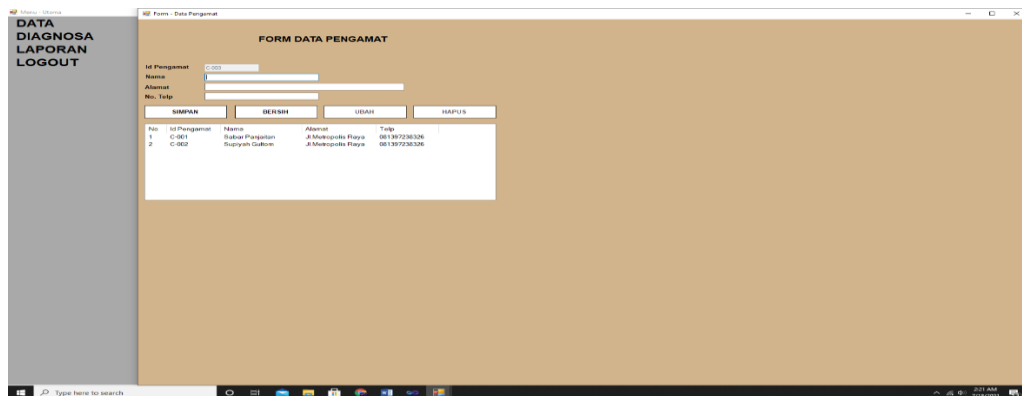 Menu - Utama
DATA
DIAGNOSA
LAPORAN
LOGOUT
Form - Data Pengamat
FORM DATA PENGAMAT
Id Pengamat C-003
Nama
Alamat
No, Telp
SIMPAN BERSIH UBAH HAPUS
No Id Pengamat Nama Alamat Telp
1 C-001 Sabar Panjaitan Jl Metropolis Raya 081397238326
2 C-002 Supiyah Gultom Jl Metropolis Raya 081397238326
Type here to search
2:21 AM